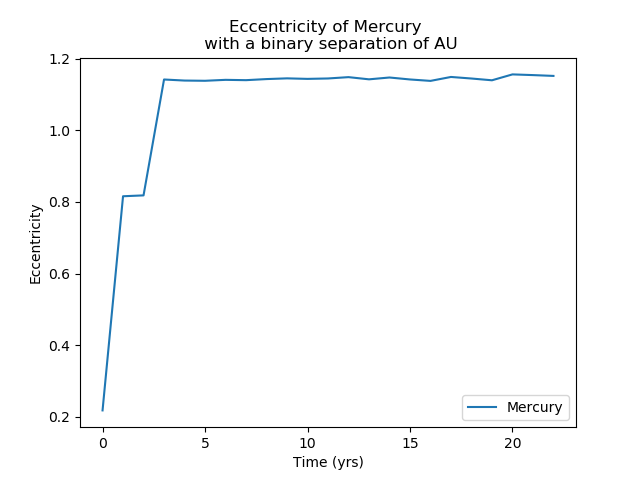 Eccentricity of Mercury
with a binary separation of AU
1.2
1.0
0.8
0.6
0.4
0.2
Eccentricity
0
5
10
15
20
Time (yrs)
Mercury